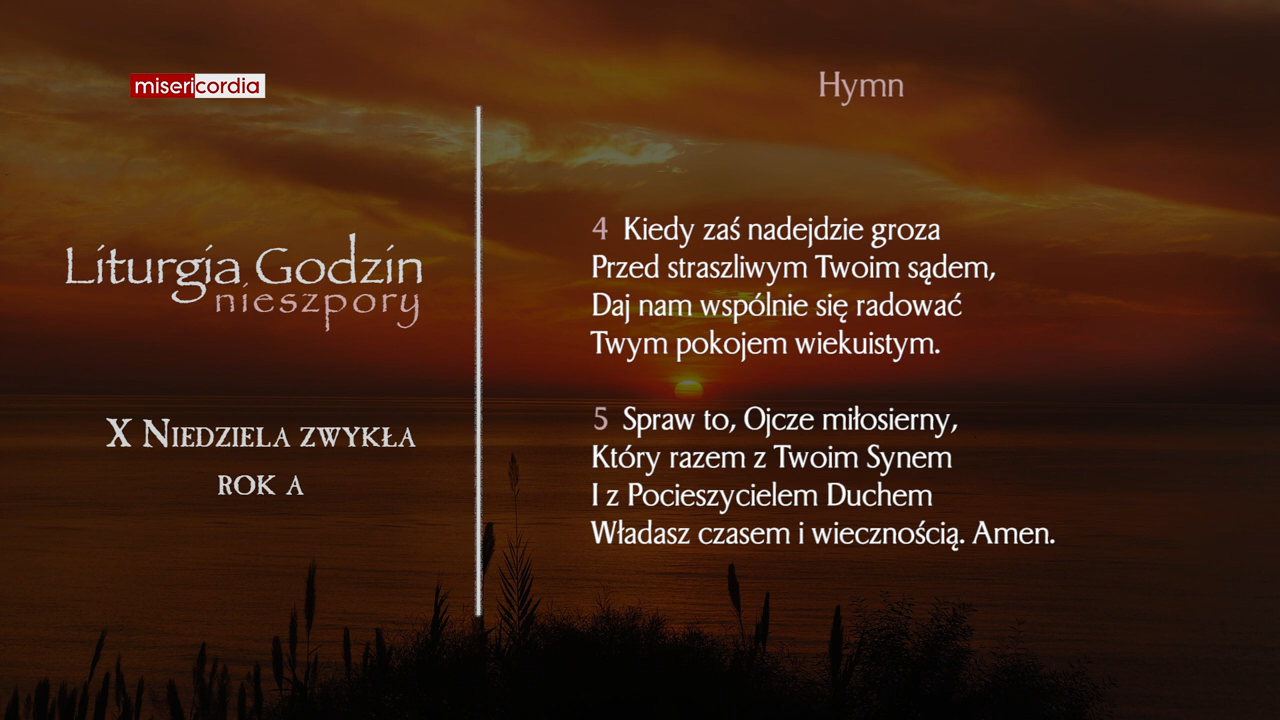 misericordia
Liturgia Godzin
nieszpory
X Niedziela zwykła
rok A
Hymn
4 Kiedy zaś nadejdzie groza
Przed straszliwym Twoim sądem,
Daj nam wspólnie się radować
Twym pokojem wiekuistym.
5 Spraw to, Ojcze miłosierny,
Który razem z Twoim Synem
I z Pocieszycielem Duchem
Władasz czasem i wiecznością. Amen.